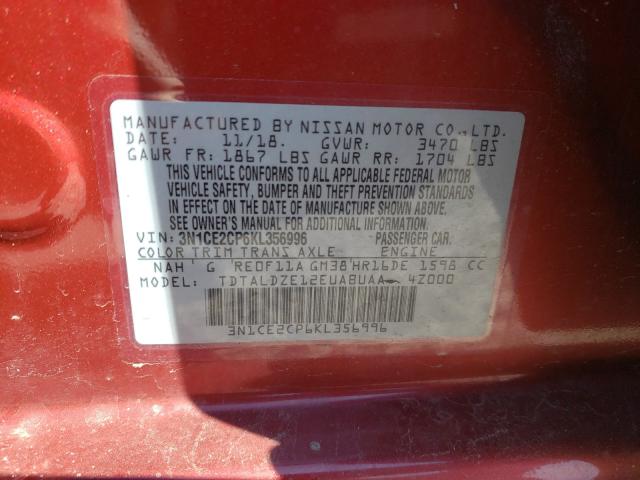 MANUFACTURED BY NISSAN MOTOR CO., LTD.
DATE: 11/18. GVWR: 3470 LBS
GAWR FR: 1867 LBS GAWR RR: 1704 LBS
THIS VEHICLE CONFORMS TO ALL APPLICABLE FEDERAL MOTOR
VEHICLE SAFETY, BUMPER AND THEFT PREVENTION STANDARDS
IN EFFECT ON THE DATE OF MANUFACTURE SHOWN ABOVE.
SEE OWNER'S MANUAL FOR ADDITIONAL INFORMATION.
VIN: 3N1CE2CP6KL356996 PASSENGER CAR.
COLOR TRIM TRANS AXLE ENGINE
NAH G RE0F11A GM38 HR16DE 1598 CC
MODEL: TDTALDZE12EUABUAA 4Z000
3N1CE2CP6KL356996